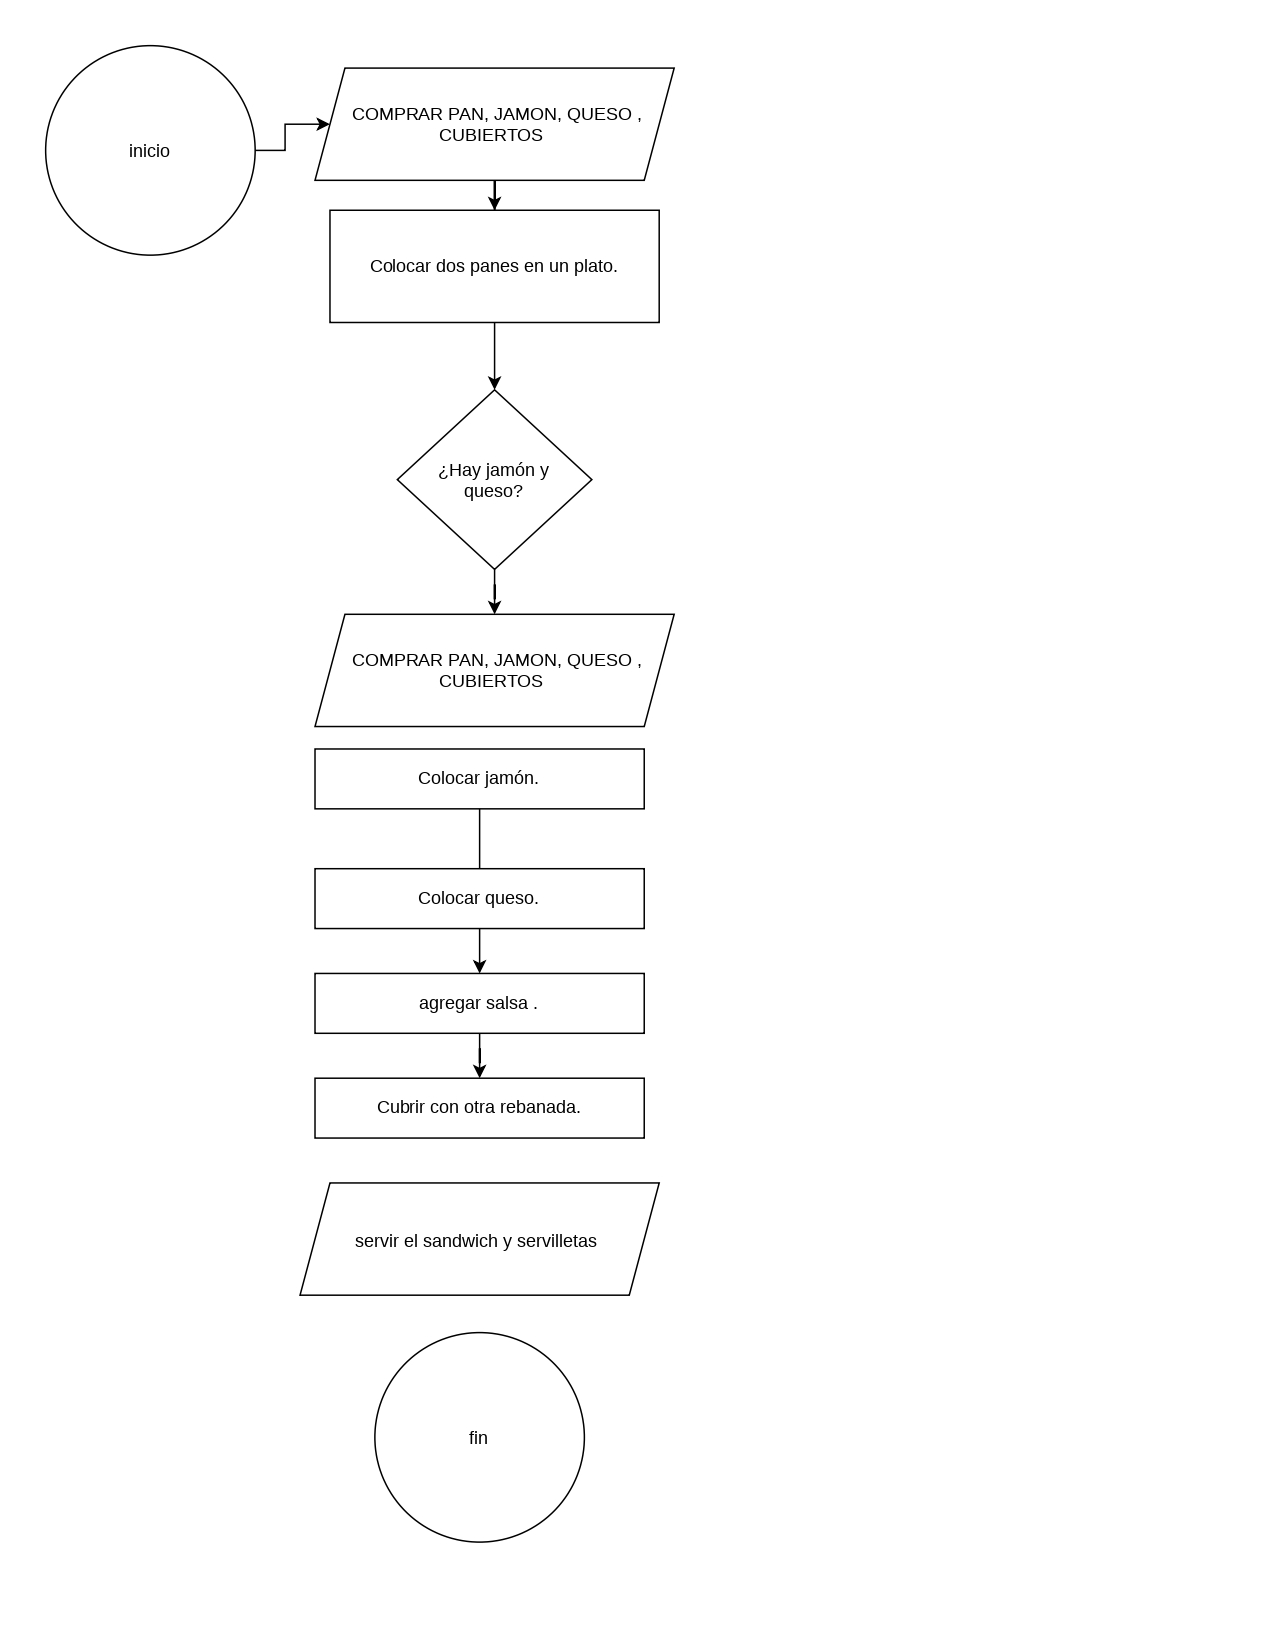 inicio
COMPRAR PAN, JAMON, QUESO ,
CUBIERTOS
Colocar dos panes en un plato.
¿Hay jamón y
queso?
COMPRAR PAN, JAMON, QUESO ,
CUBIERTOS
Colocar jamón.
Colocar queso.
agregar salsa .
Cubrir con otra rebanada.
servir el sandwich y servilletas
fin